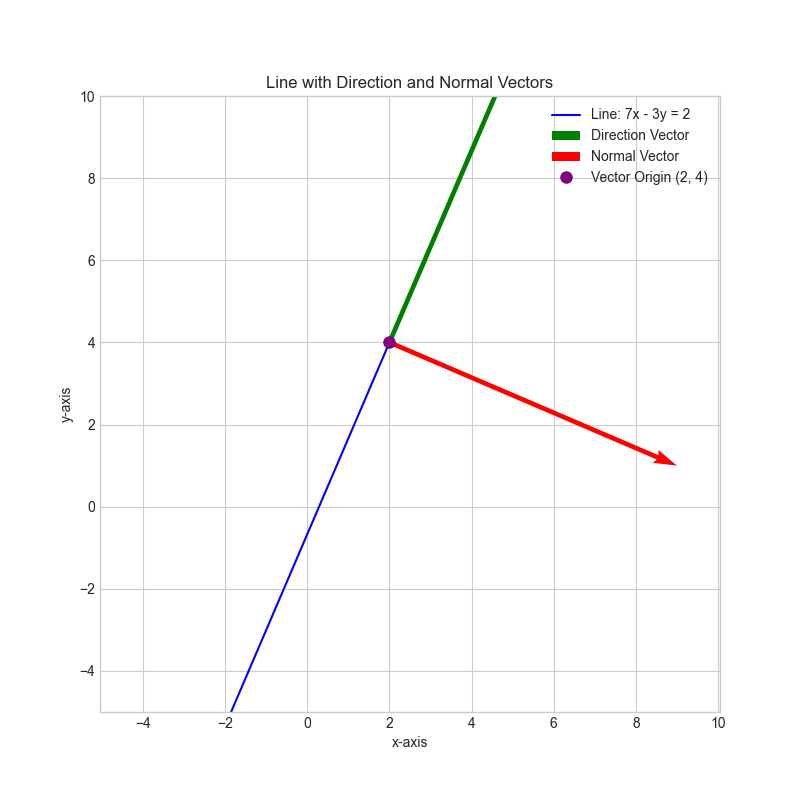 Line with Direction and Normal Vectors
Line: 7x - 3y = 2
Direction Vector
Normal Vector
Vector Origin (2, 4)
10
8
6
4
2
0
−2
−4
y-axis
−4 −2 0 2 4 6 8 10
x-axis